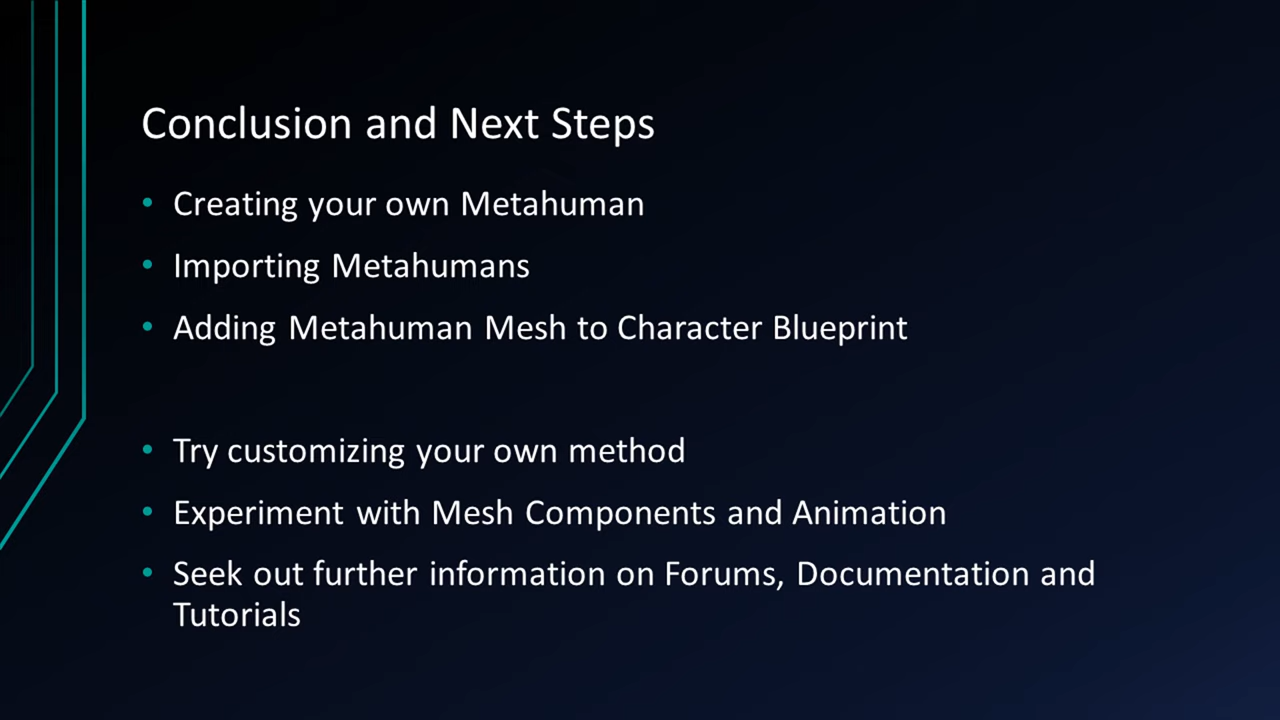 Conclusion and Next Steps
• Creating your own Metahuman
• Importing Metahumans
• Adding Metahuman Mesh to Character Blueprint
• Try customizing your own method
• Experiment with Mesh Components and Animation
• Seek out further information on Forums, Documentation and
Tutorials